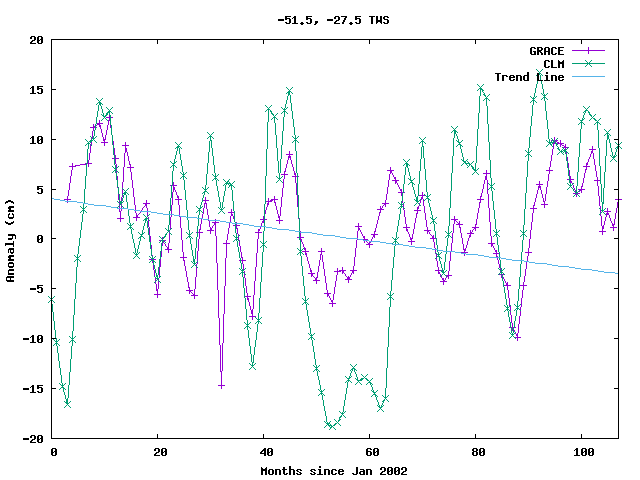 -51.5, -27.5 TWS
GRACE
CLM
Trend Line
20
15
10
5
0
-5
-10
-15
-20
Anomaly (cm)
0 20 40 60 80 100
Months since Jan 2002